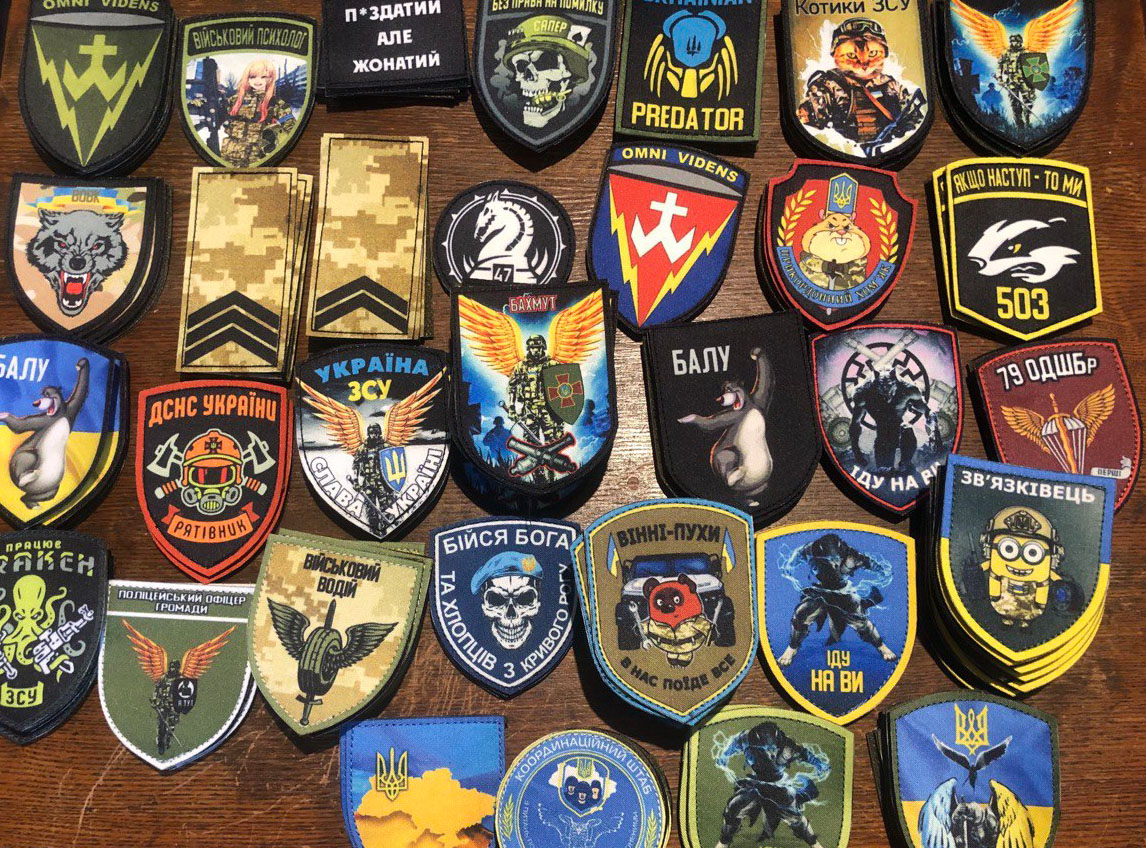 OMNI VIDENS
ВІЙСЬКОВИЙ ПСИХОЛОГ
П*ЗДАТИЙ
АЛЕ
ЖОНАТИЙ
БЕЗ ПРАВА НА ПОМИЛКУ
САПЕР
UKRAINIAN
PREDATOR
Котики ЗСУ
ВОВК
47
OMNI VIDENS
ЯКЩО НАСТУП - ТО МИ
503
БАЛУ
ДСНС УКРАЇНИ
РЯТІВНИК
УКРАЇНА
ЗСУ
СЛАВА УКРАЇНІ
БАХМУТ
БАЛУ
ІДУ НА
79 ОДШБр
ПЕРШІ
ПРАЦЮЄ
KRAKEN
ЗСУ
ПОЛІЦЕЙСЬКИЙ ОФІЦЕР
ГРОМАДИ
ВІЙСЬКОВИЙ
ВОДІЙ
БІЙСЯ БОГА
ТА ХЛОПЦІВ З КРИВОГО РОГУ
ВІННІ-ПУХИ
В НАС ПОЇДЕ ВСЕ
ІДУ
НА ВИ
ЗВ'ЯЗКІВЕЦЬ
КООРДИНАЦІЙНИЙ ШТАБ